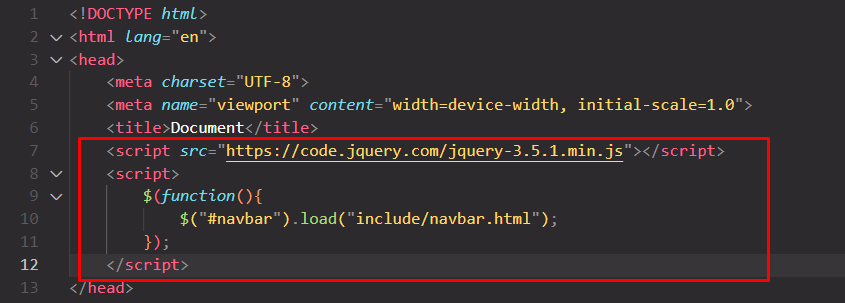 1 <!DOCTYPE html>
2 <html lang="en">
3 <head>
4 <meta charset="UTF-8">
5 <meta name="viewport" content="width=device-width, initial-scale=1.0">
6 <title>Document</title>
7 <script src="https://code.jquery.com/jquery-3.5.1.min.js"></script>
8 <script>
9 $(function(){
10 $("#navbar").load("include/navbar.html");
11 });
12 </script>
13 </head>